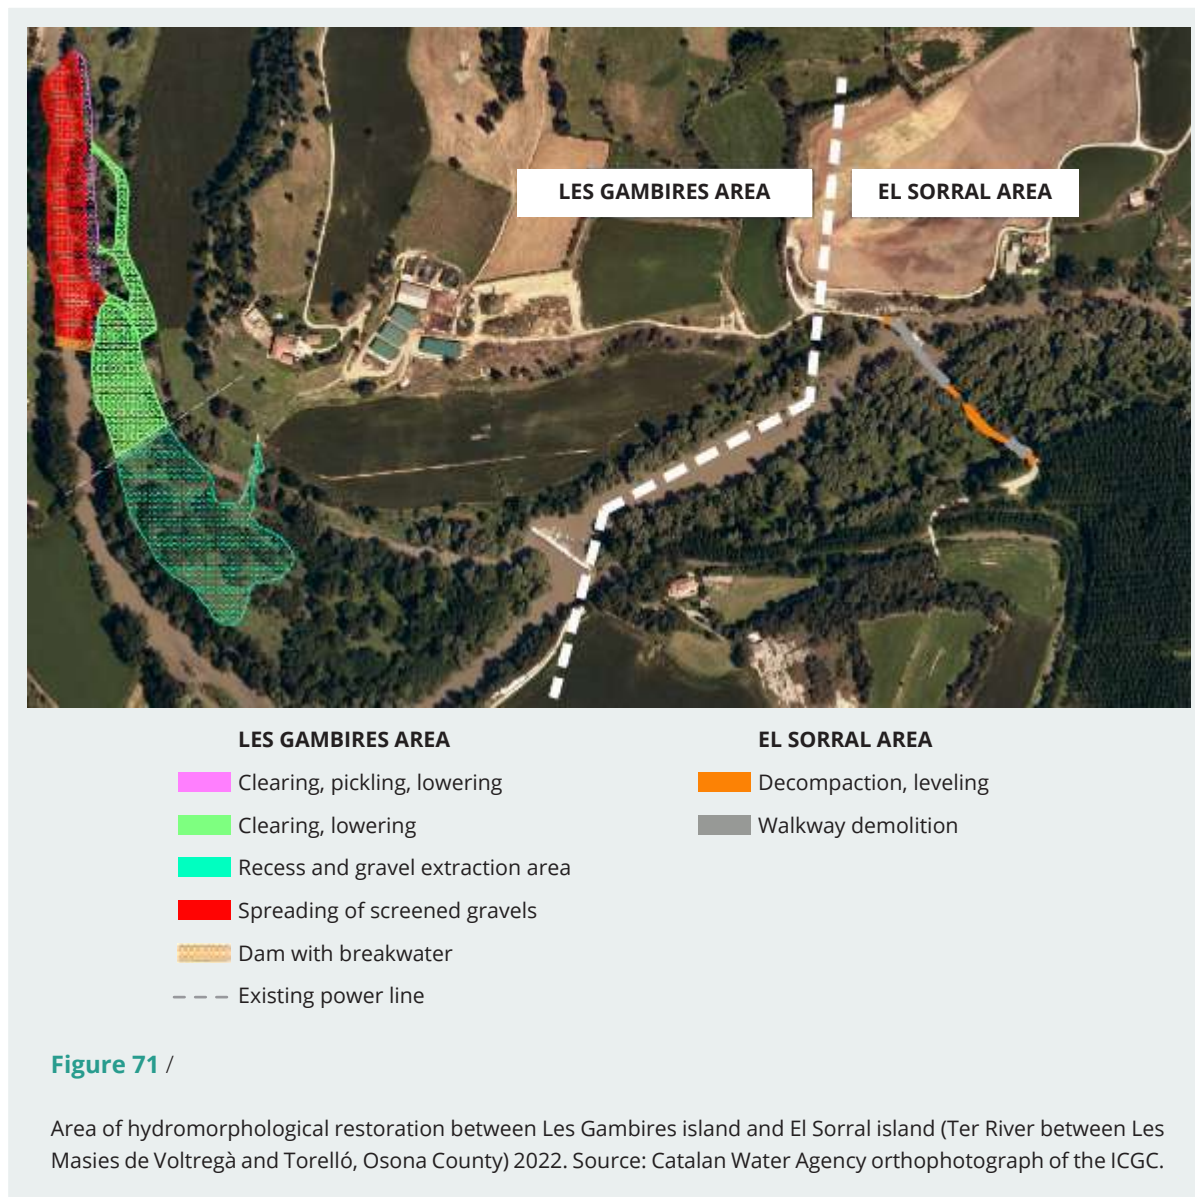 LES GAMBIRES AREA
EL SORRAL AREA
LES GAMBIRES AREA
Clearing, pickling, lowering
Clearing, lowering
Recess and gravel extraction area
Spreading of screened gravels
Dam with breakwater
Existing power line
EL SORRAL AREA
Decompaction, leveling
Walkway demolition
Figure 71 /
Area of hydromorphological restoration between Les Gambires island and El Sorral island (Ter River between Les
Masies de Voltregà and Torelló, Osona County) 2022. Source: Catalan Water Agency orthophotograph of the ICGC.